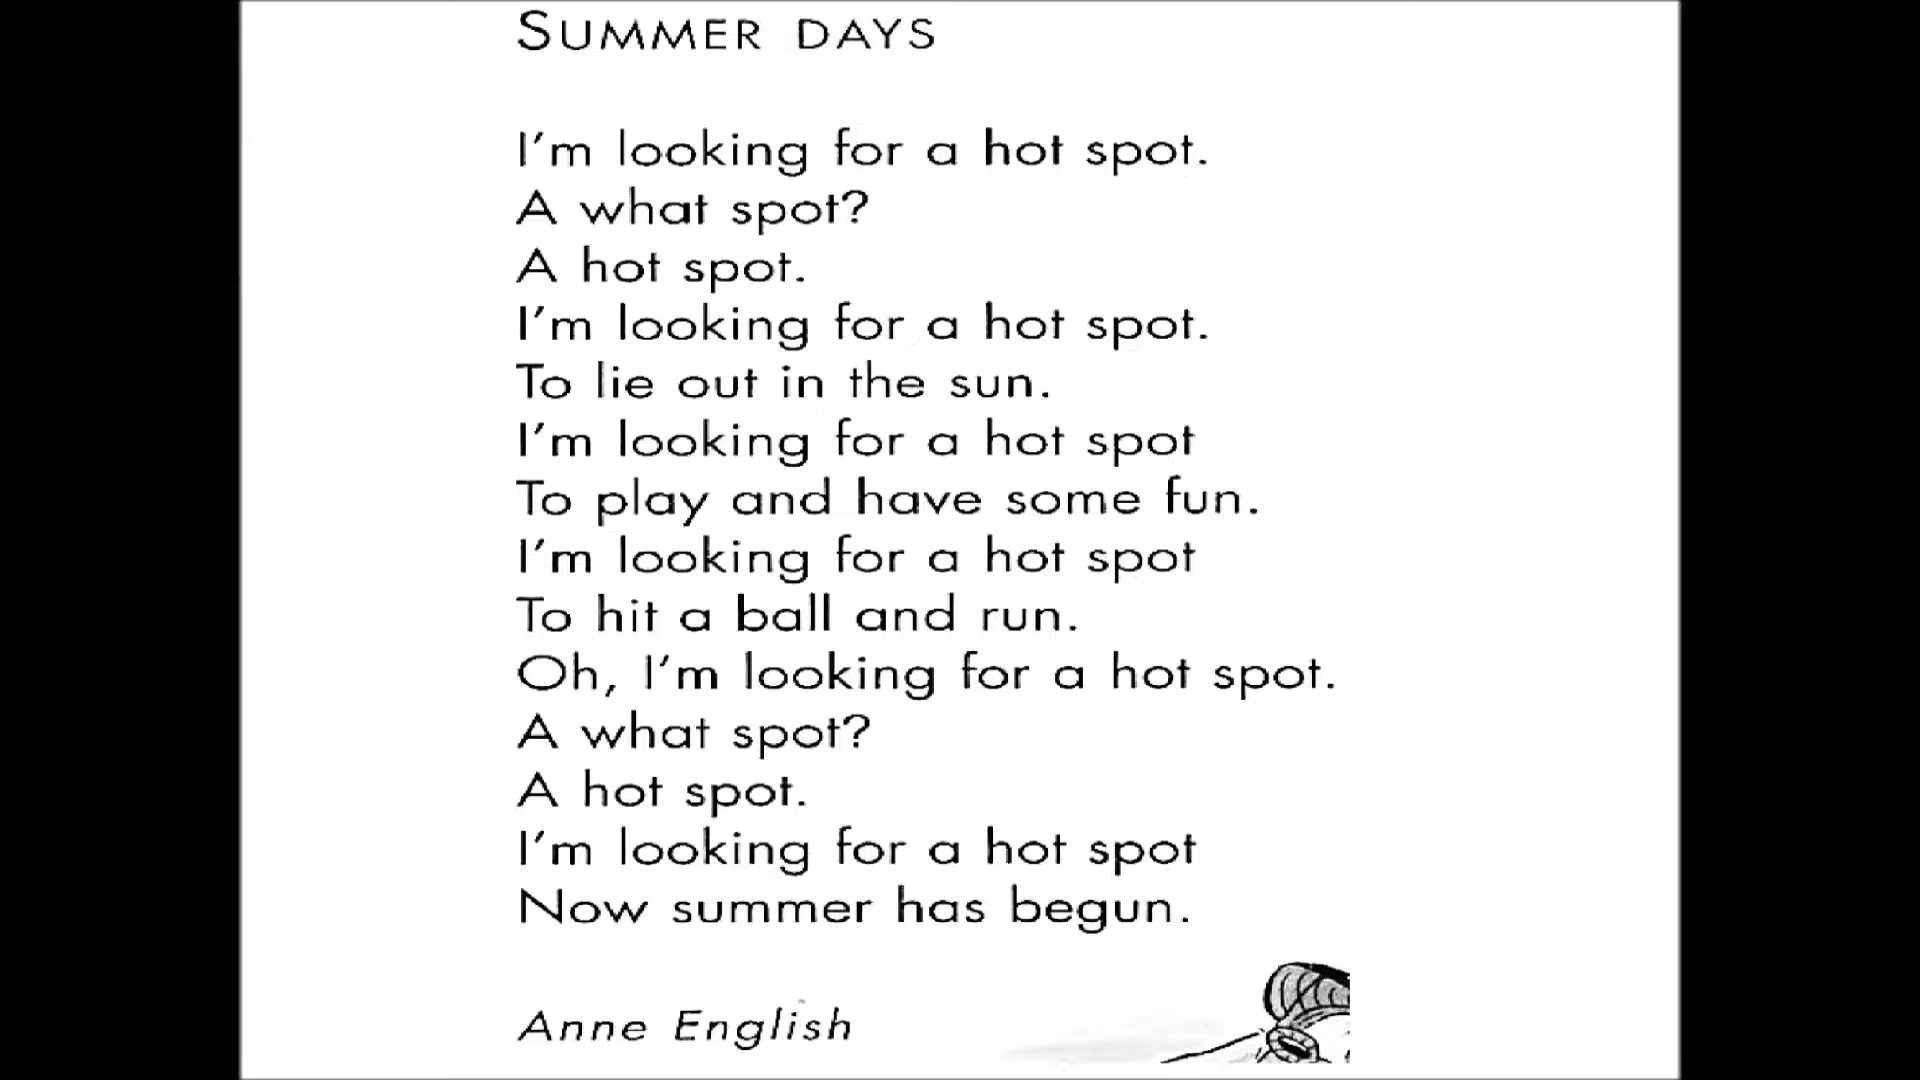 SUMMER DAYS
I'm looking for a hot spot.
A what spot?
A hot spot.
I'm looking for a hot spot.
To lie out in the sun.
I'm looking for a hot spot
To play and have some fun.
I'm looking for a hot spot
To hit a ball and run.
Oh, I'm looking for a hot spot.
A what spot?
A hot spot.
I'm looking for a hot spot
Now summer has begun.
Anne English